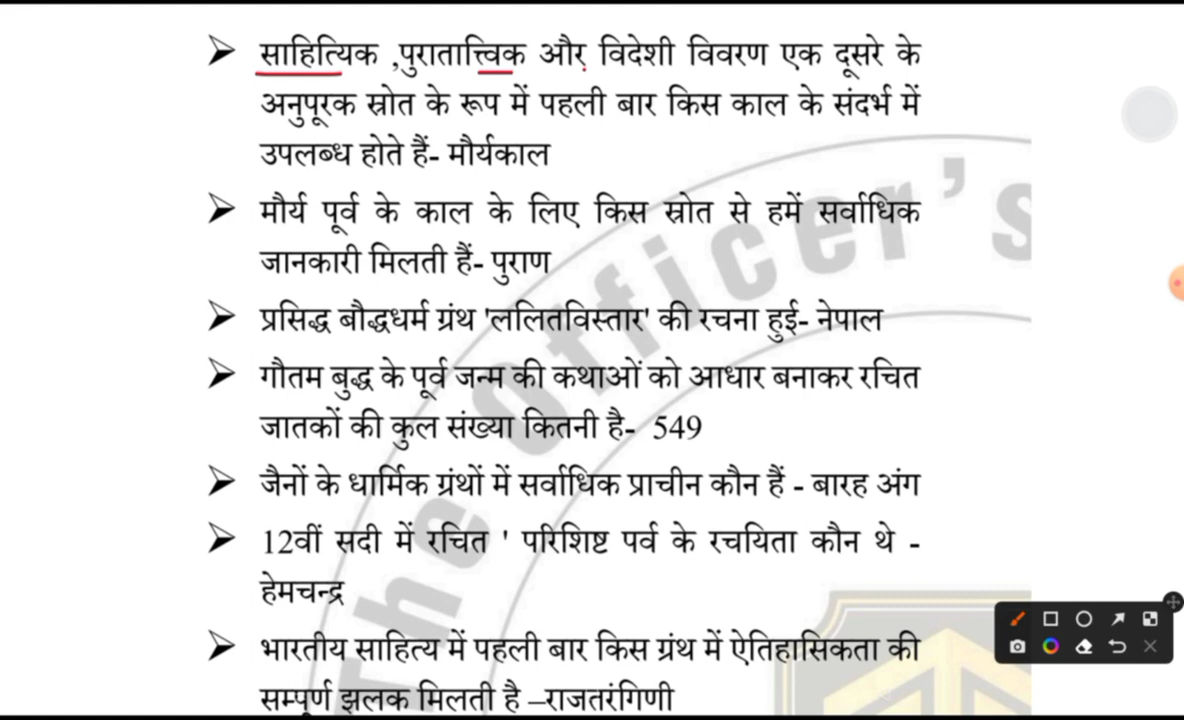 ➢ साहित्यिक ,पुरातात्त्विक और विदेशी विवरण एक दूसरे के
अनुपूरक स्रोत के रूप में पहली बार किस काल के संदर्भ में
उपलब्ध होते हैं- मौर्यकाल
➢ मौर्य पूर्व के काल के लिए किस स्रोत से हमें सर्वाधिक
जानकारी मिलती हैं- पुराण
➢ प्रसिद्ध बौद्धधर्म ग्रंथ 'ललितविस्तार' की रचना हुई- नेपाल
➢ गौतम बुद्ध के पूर्व जन्म की कथाओं को आधार बनाकर रचित
जातकों की कुल संख्या कितनी है- 549
➢ जैनों के धार्मिक ग्रंथों में सर्वाधिक प्राचीन कौन हैं - बारह अंग
➢ 12वीं सदी में रचित ' परिशिष्ट पर्व के रचयिता कौन थे -
हेमचन्द्र
➢ भारतीय साहित्य में पहली बार किस ग्रंथ में ऐतिहासिकता की
सम्पूर्ण झलक मिलती है –राजतरंगिणी
The Officer's